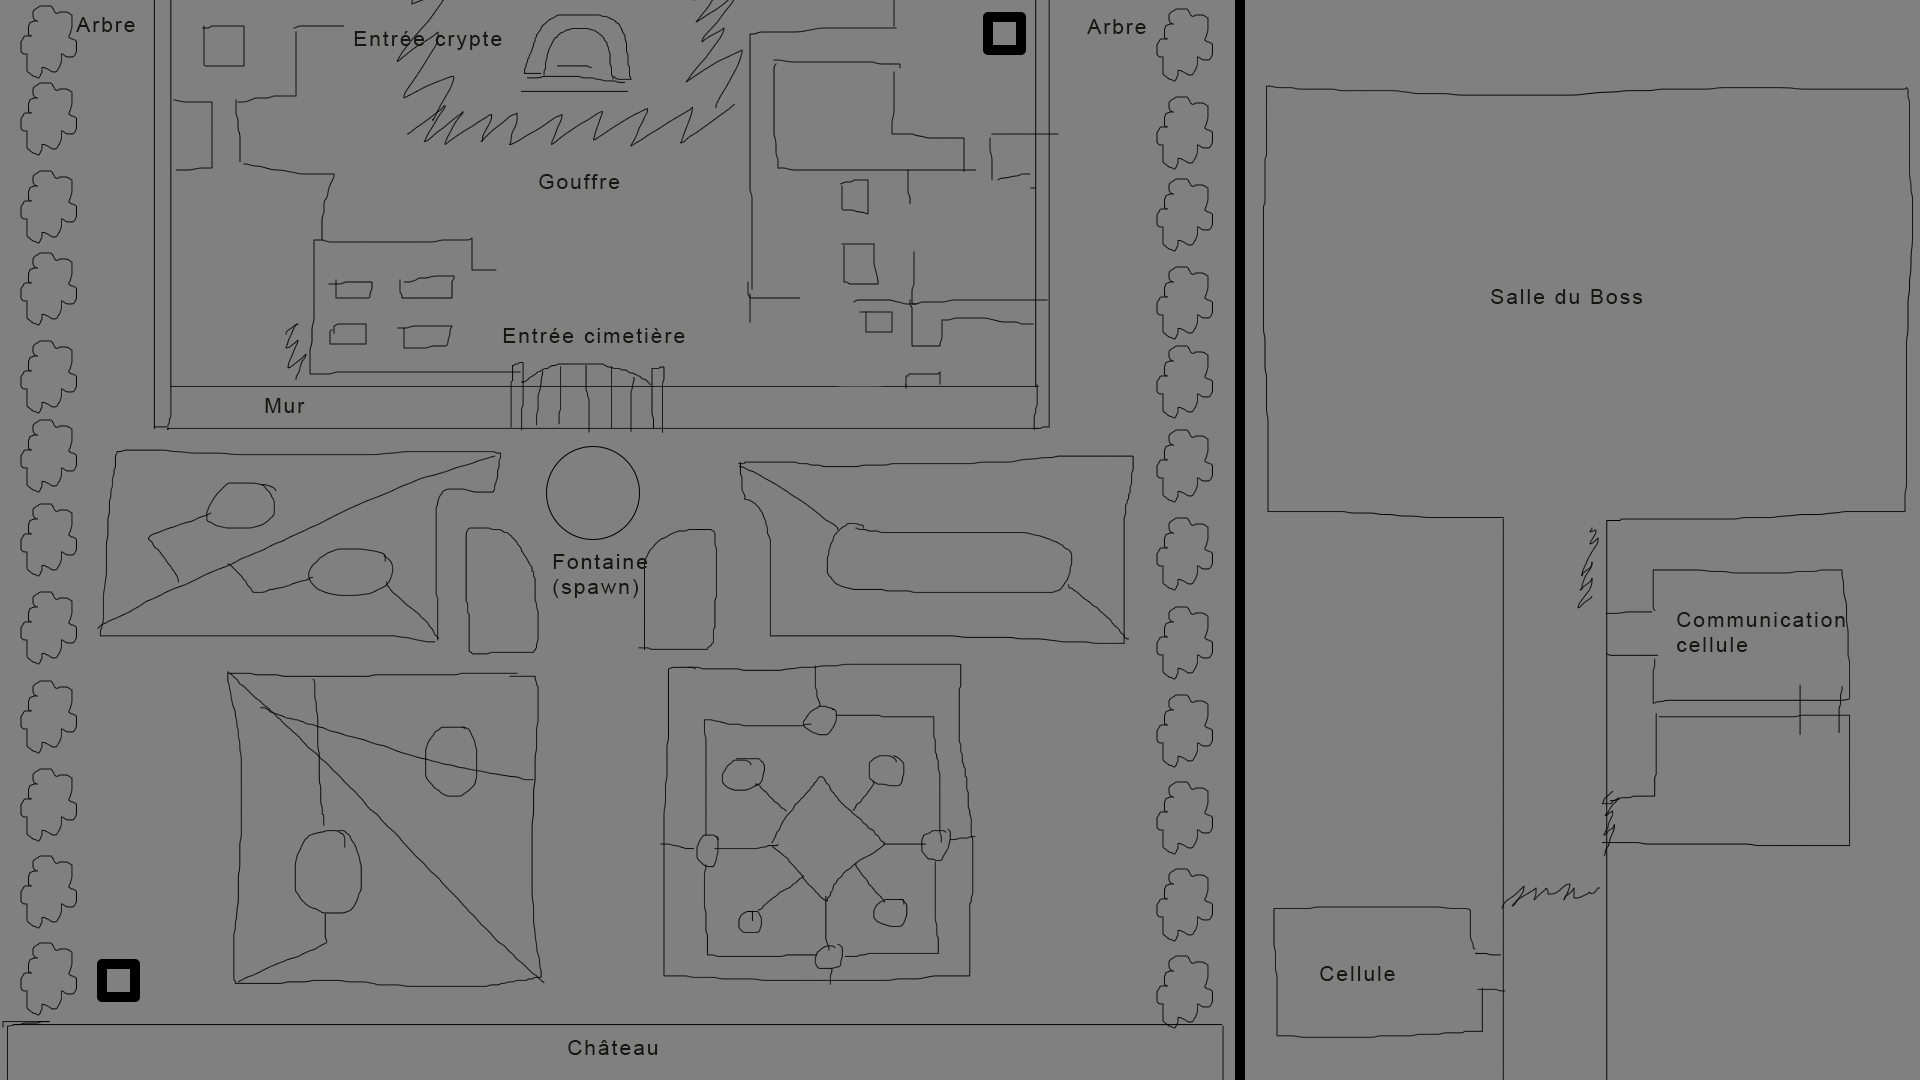 Arbre
Entrée crypte
Arbre
Gouffre
Entrée cimetière
Mur
Fontaine
(spawn)
Château
Salle du Boss
Communication
cellule
Cellule